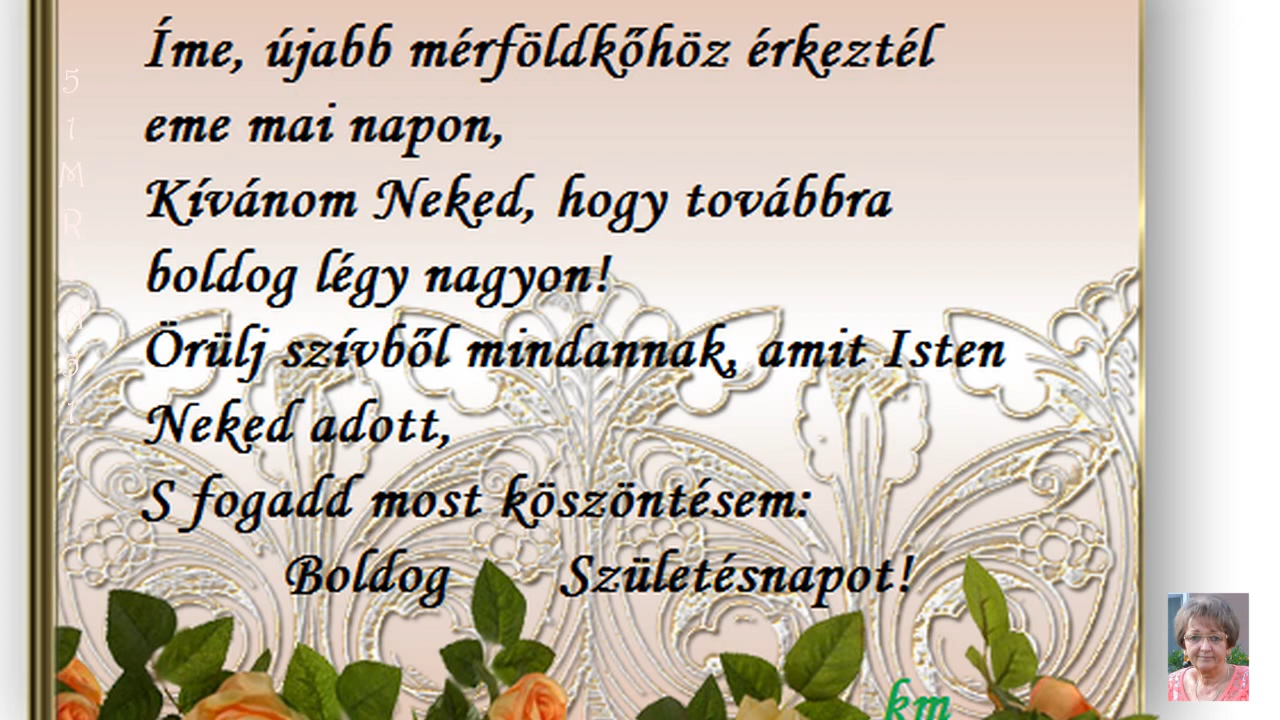 Íme, újabb mérföldkőhöz érkeztél
eme mai napon,
Kívánom Neked, hogy továbbra
boldog légy nagyon!
Örülj szívből mindannak, amit Isten
Neked adott,
S fogadd most köszöntésem:
Boldog Születésnapot!
km